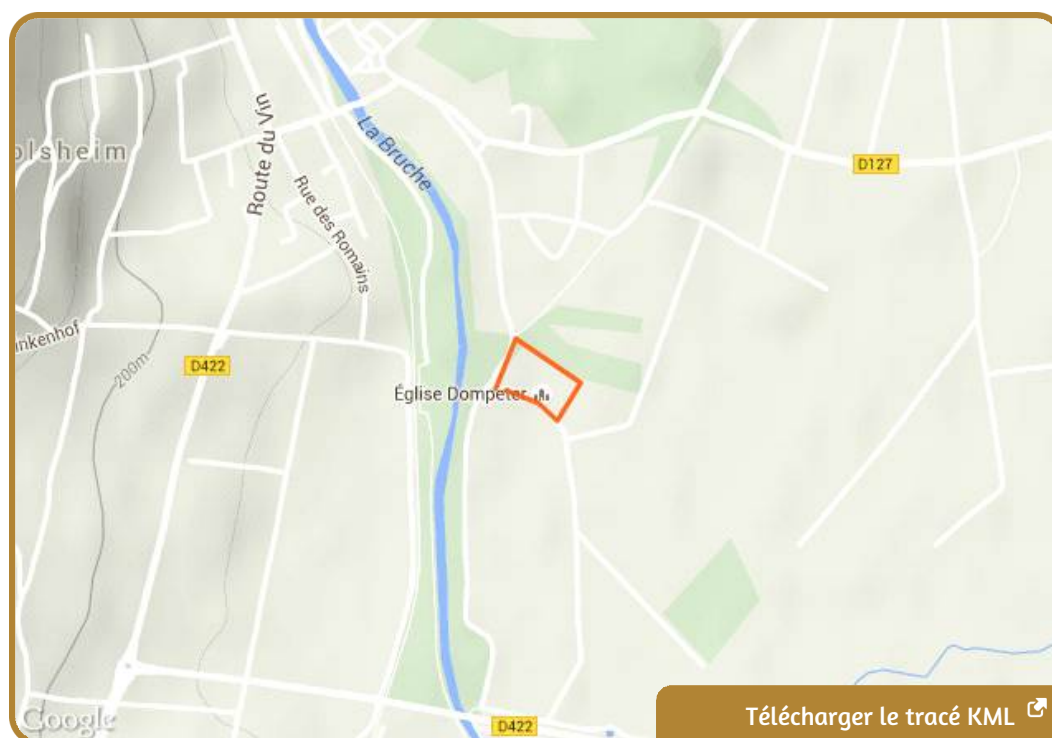 La Bruche
Route du Vin
olsheim
D127
Rue des Romains
inkenhof
200m
D422
Église Dompeter
Google
D422
Télécharger le tracé KML